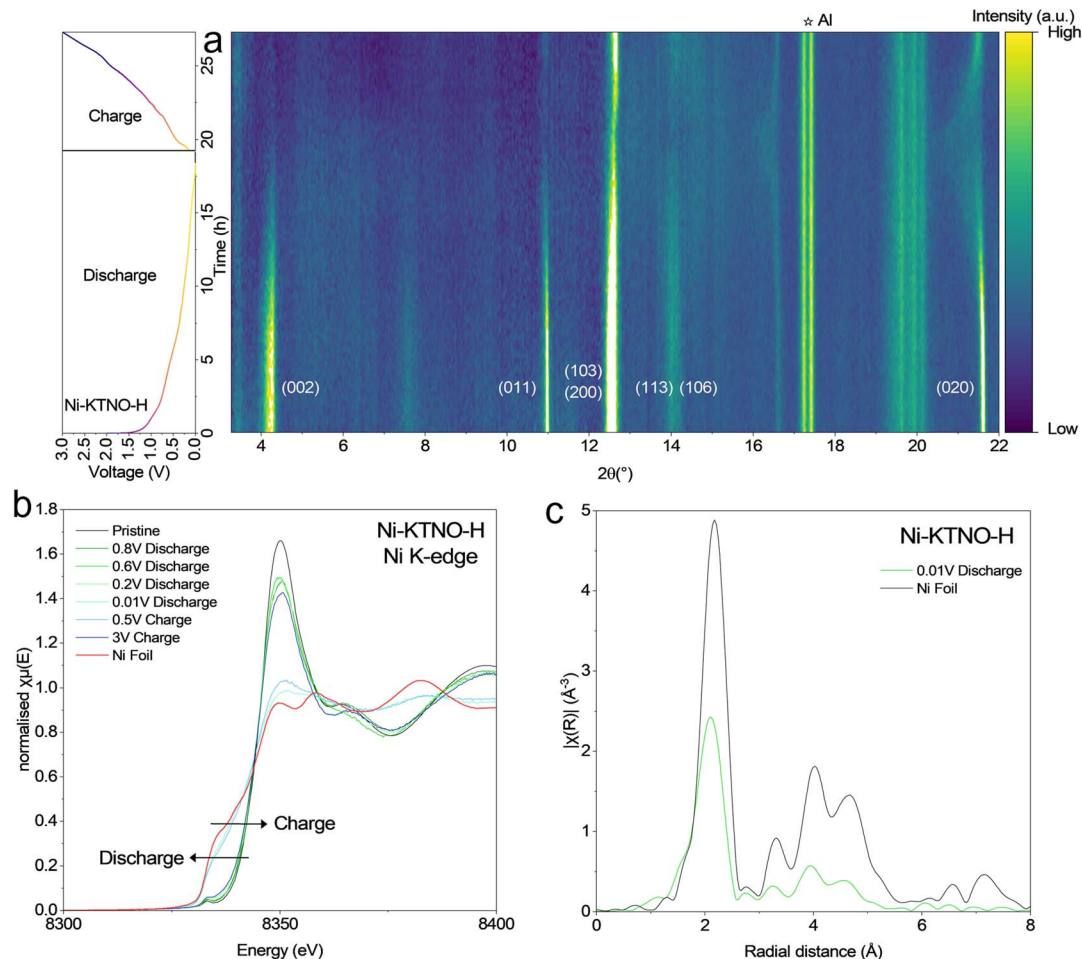 a
☆ Al
Intensity (a.u.)
High
Low
Charge
Discharge
Ni-KTNO-H
Time (h)
0
5
10
15
20
25
3.0
2.5
2.0
1.5
1.0
0.5
0.0
Voltage (V)
(002)
(011)
(103)
(200)
(113) (106)
(020)
4
6
8
10
12
14
16
18
20
22
2θ(°)
b
Ni-KTNO-H
Ni K-edge
Pristine
0.8V Discharge
0.6V Discharge
0.2V Discharge
0.01V Discharge
0.5V Charge
3V Charge
Ni Foil
Charge
Discharge
normalised χμ(E)
1.8
1.6
1.4
1.2
1.0
0.8
0.6
0.4
0.2
0.0
8300
8350
8400
Energy (eV)
c
Ni-KTNO-H
0.01V Discharge
Ni Foil
|χ(R)| (Å⁻³)
5
4
3
2
1
0
0
2
4
6
8
Radial distance (Å)